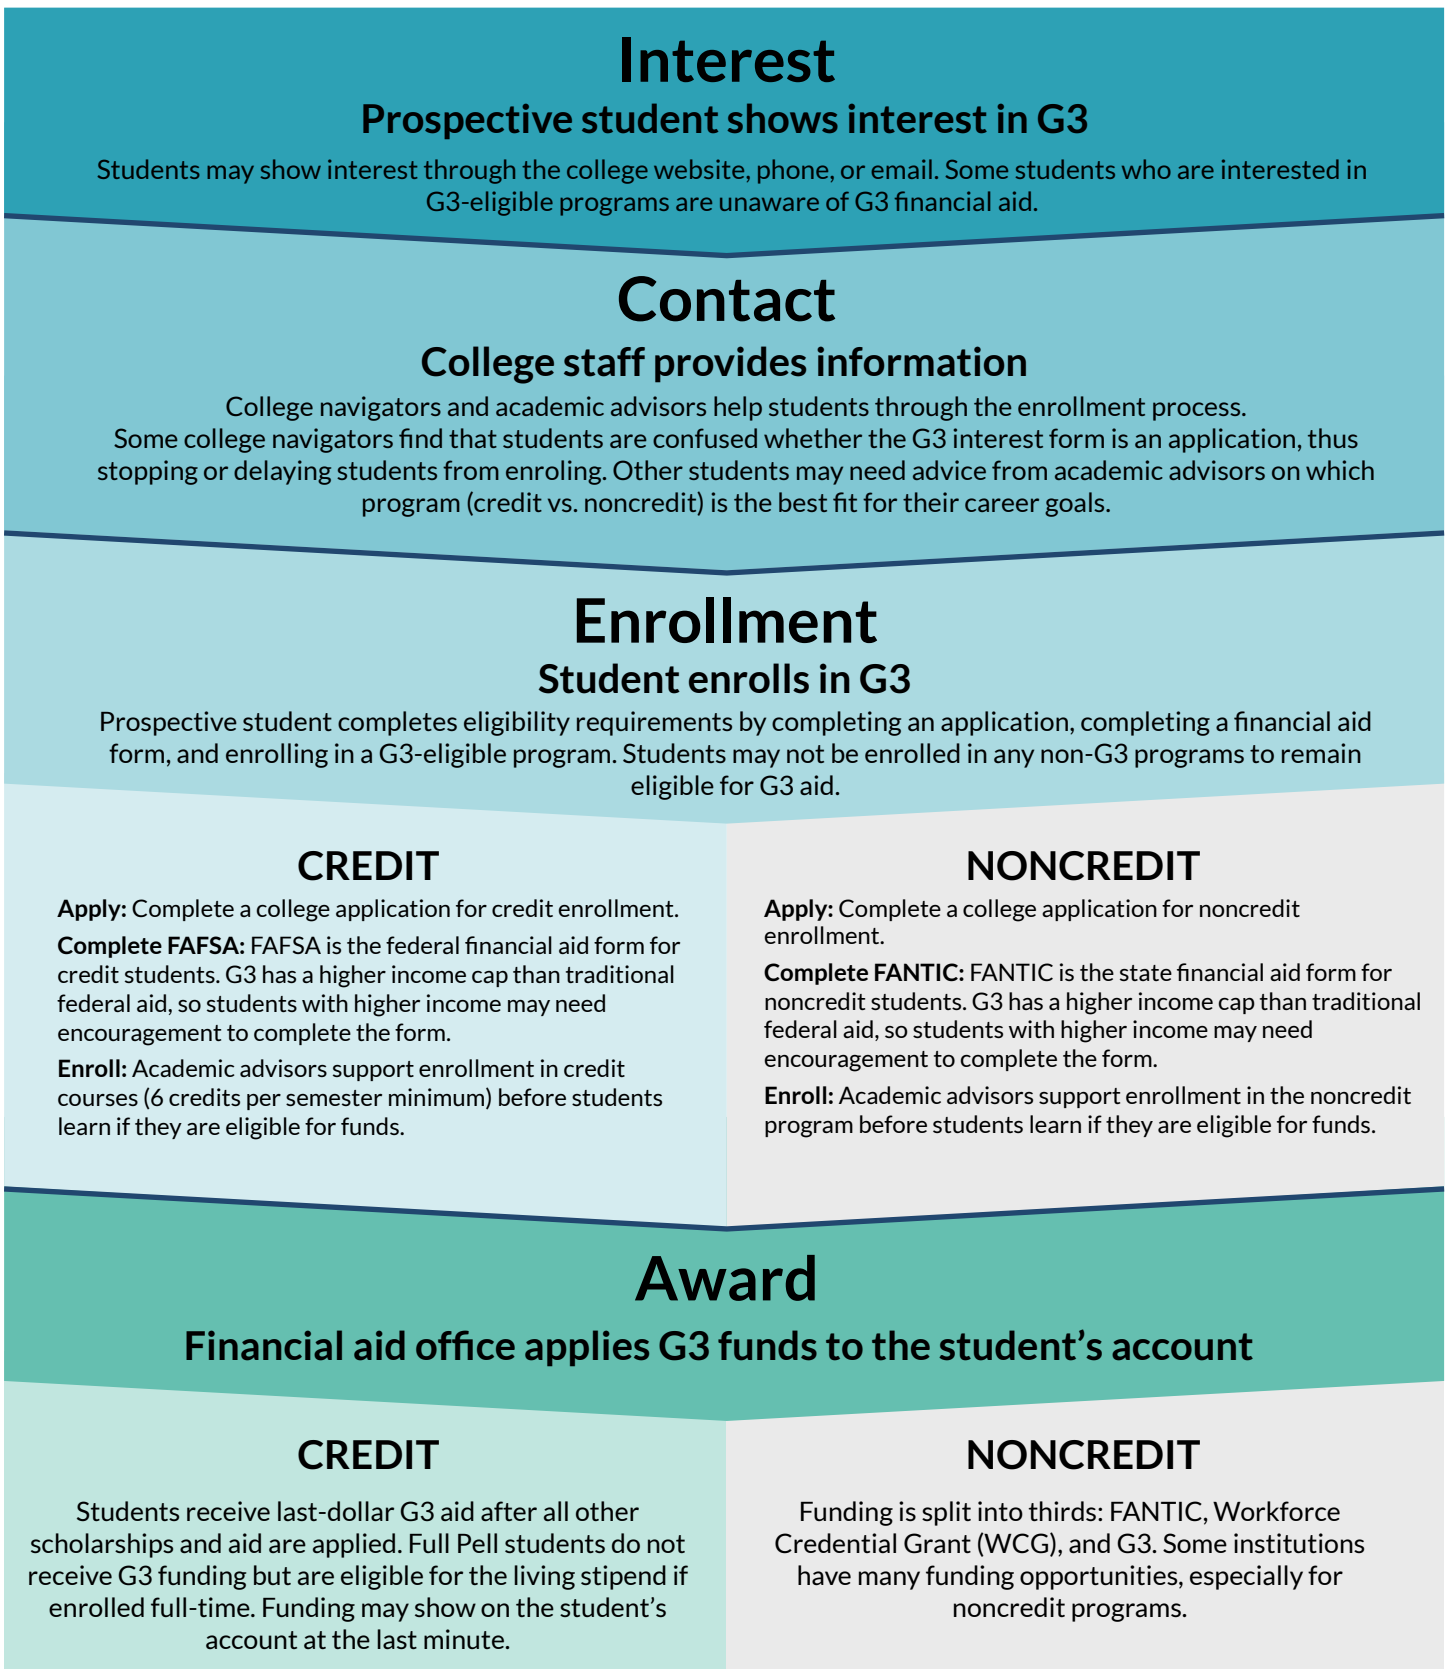 Interest
Prospective student shows interest in G3
Students may show interest through the college website, phone, or email. Some students who are interested in
G3-eligible programs are unaware of G3 financial aid.
Contact
College staff provides information
College navigators and academic advisors help students through the enrollment process.
Some college navigators find that students are confused whether the G3 interest form is an application, thus
stopping or delaying students from enroling. Other students may need advice from academic advisors on which
program (credit vs. noncredit) is the best fit for their career goals.
Enrollment
Student enrolls in G3
Prospective student completes eligibility requirements by completing an application, completing a financial aid
form, and enrolling in a G3-eligible program. Students may not be enrolled in any non-G3 programs to remain
eligible for G3 aid.
CREDIT
Apply: Complete a college application for credit enrollment.
Complete FAFSA: FAFSA is the federal financial aid form for
credit students. G3 has a higher income cap than traditional
federal aid, so students with higher income may need
encouragement to complete the form.
Enroll: Academic advisors support enrollment in credit
courses (6 credits per semester minimum) before students
learn if they are eligible for funds.
NONCREDIT
Apply: Complete a college application for noncredit
enrollment.
Complete FANTIC: FANTIC is the state financial aid form for
noncredit students. G3 has a higher income cap than traditional
federal aid, so students with higher income may need
encouragement to complete the form.
Enroll: Academic advisors support enrollment in the noncredit
program before students learn if they are eligible for funds.
Award
Financial aid office applies G3 funds to the student’s account
CREDIT
Students receive last-dollar G3 aid after all other
scholarships and aid are applied. Full Pell students do not
receive G3 funding but are eligible for the living stipend if
enrolled full-time. Funding may show on the student’s
account at the last minute.
NONCREDIT
Funding is split into thirds: FANTIC, Workforce
Credential Grant (WCG), and G3. Some institutions
have many funding opportunities, especially for
noncredit programs.